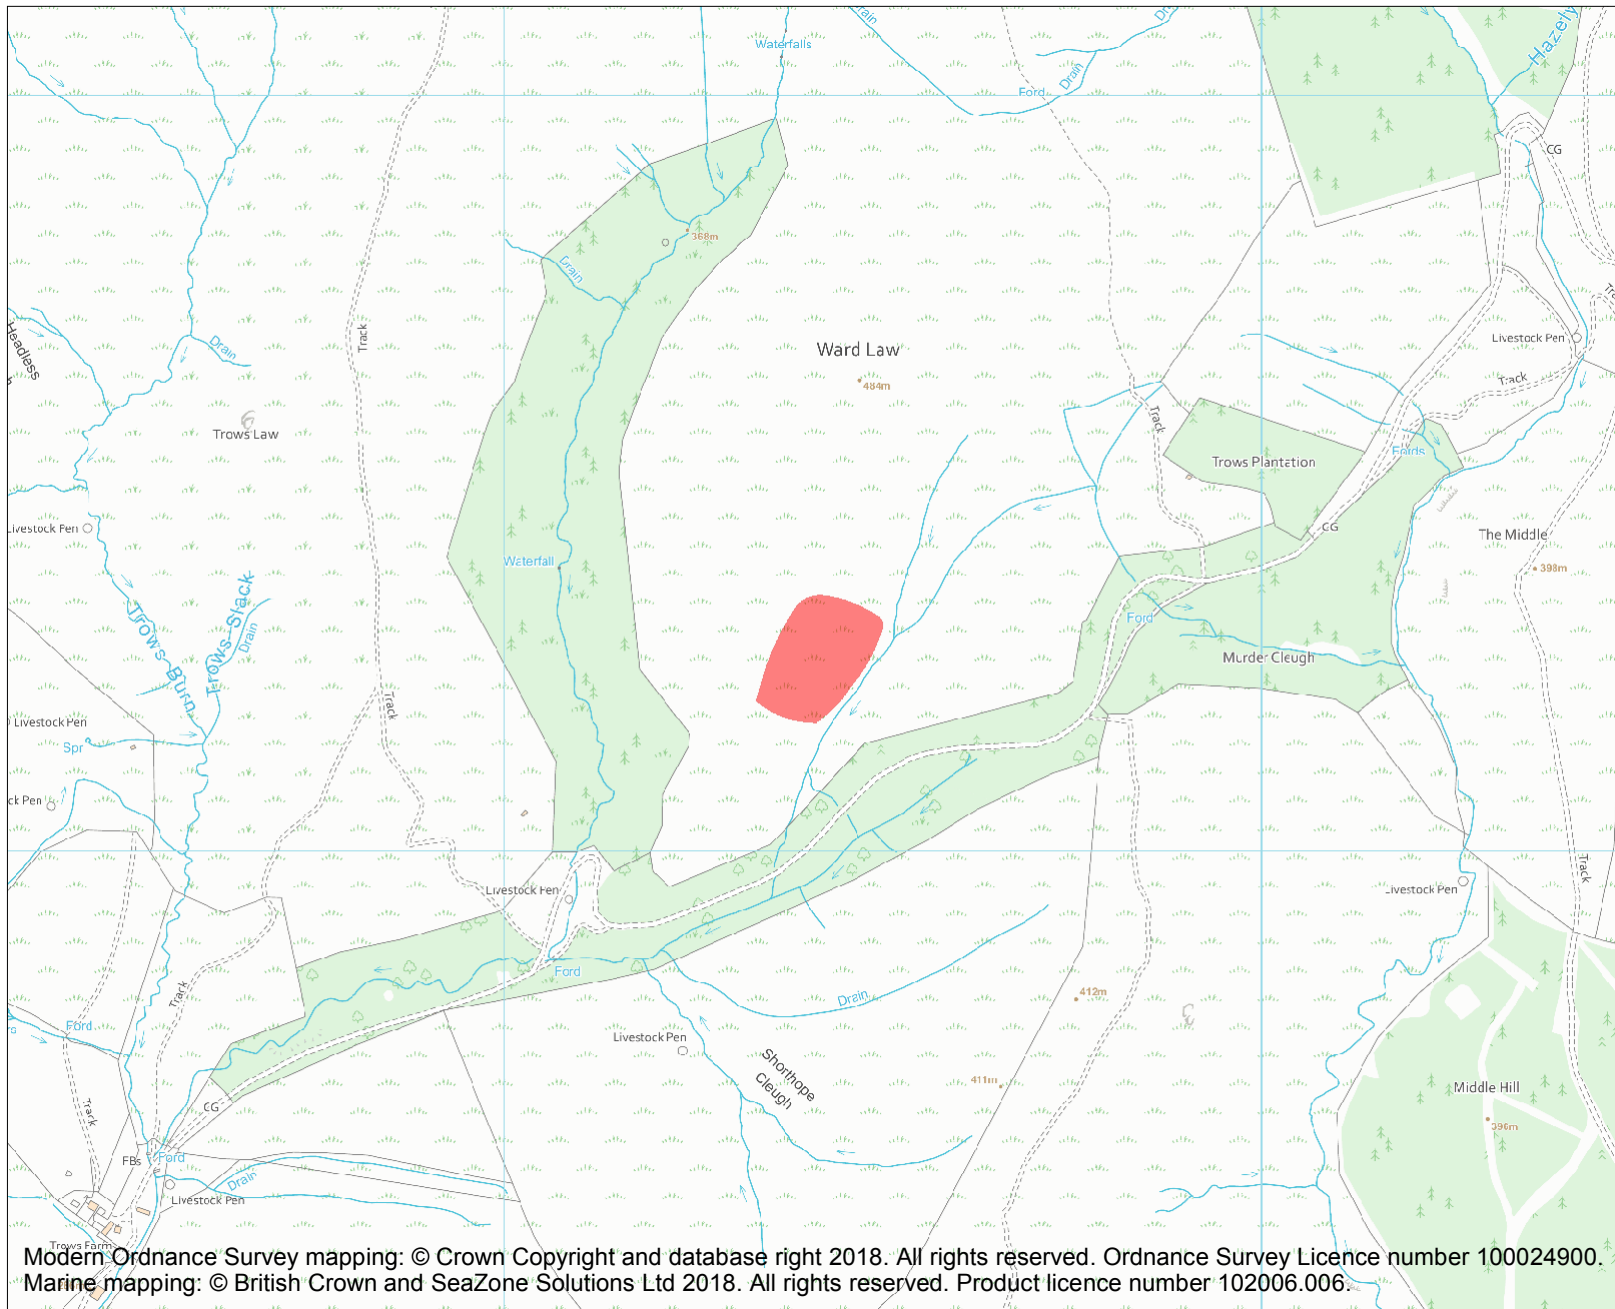 Drain
Drain
Waterfalls
Hazely
Drain
Ford
CG
368m
Drain
Headless
Track
Drain
Ward Law
484m
Livestock Pen
Track
Track
Trows Law
Fords
Trows Plantation
Livestock Pen
CG
The Middle
398m
Waterfall
Trows Burn
Trows Slack
Drain
Ford
Murder Cleugh
Track
Livestock Pen
Spr
ck Pen
Livestock Pen
Livestock Pen
Track
Ford
Drain
412m
Track
Ford
Livestock Pen
Shorthope
Cleugh
411m
Middle Hill
396m
Track
CG
FBs
Ford
Drain
Livestock Pen
Trows Farm
Modern Ordnance Survey mapping: © Crown Copyright and database right 2018. All rights reserved. Ordnance Survey Licence number 100024900.
Marine mapping: © British Crown and SeaZone Solutions Ltd 2018. All rights reserved. Product licence number 102006.006.